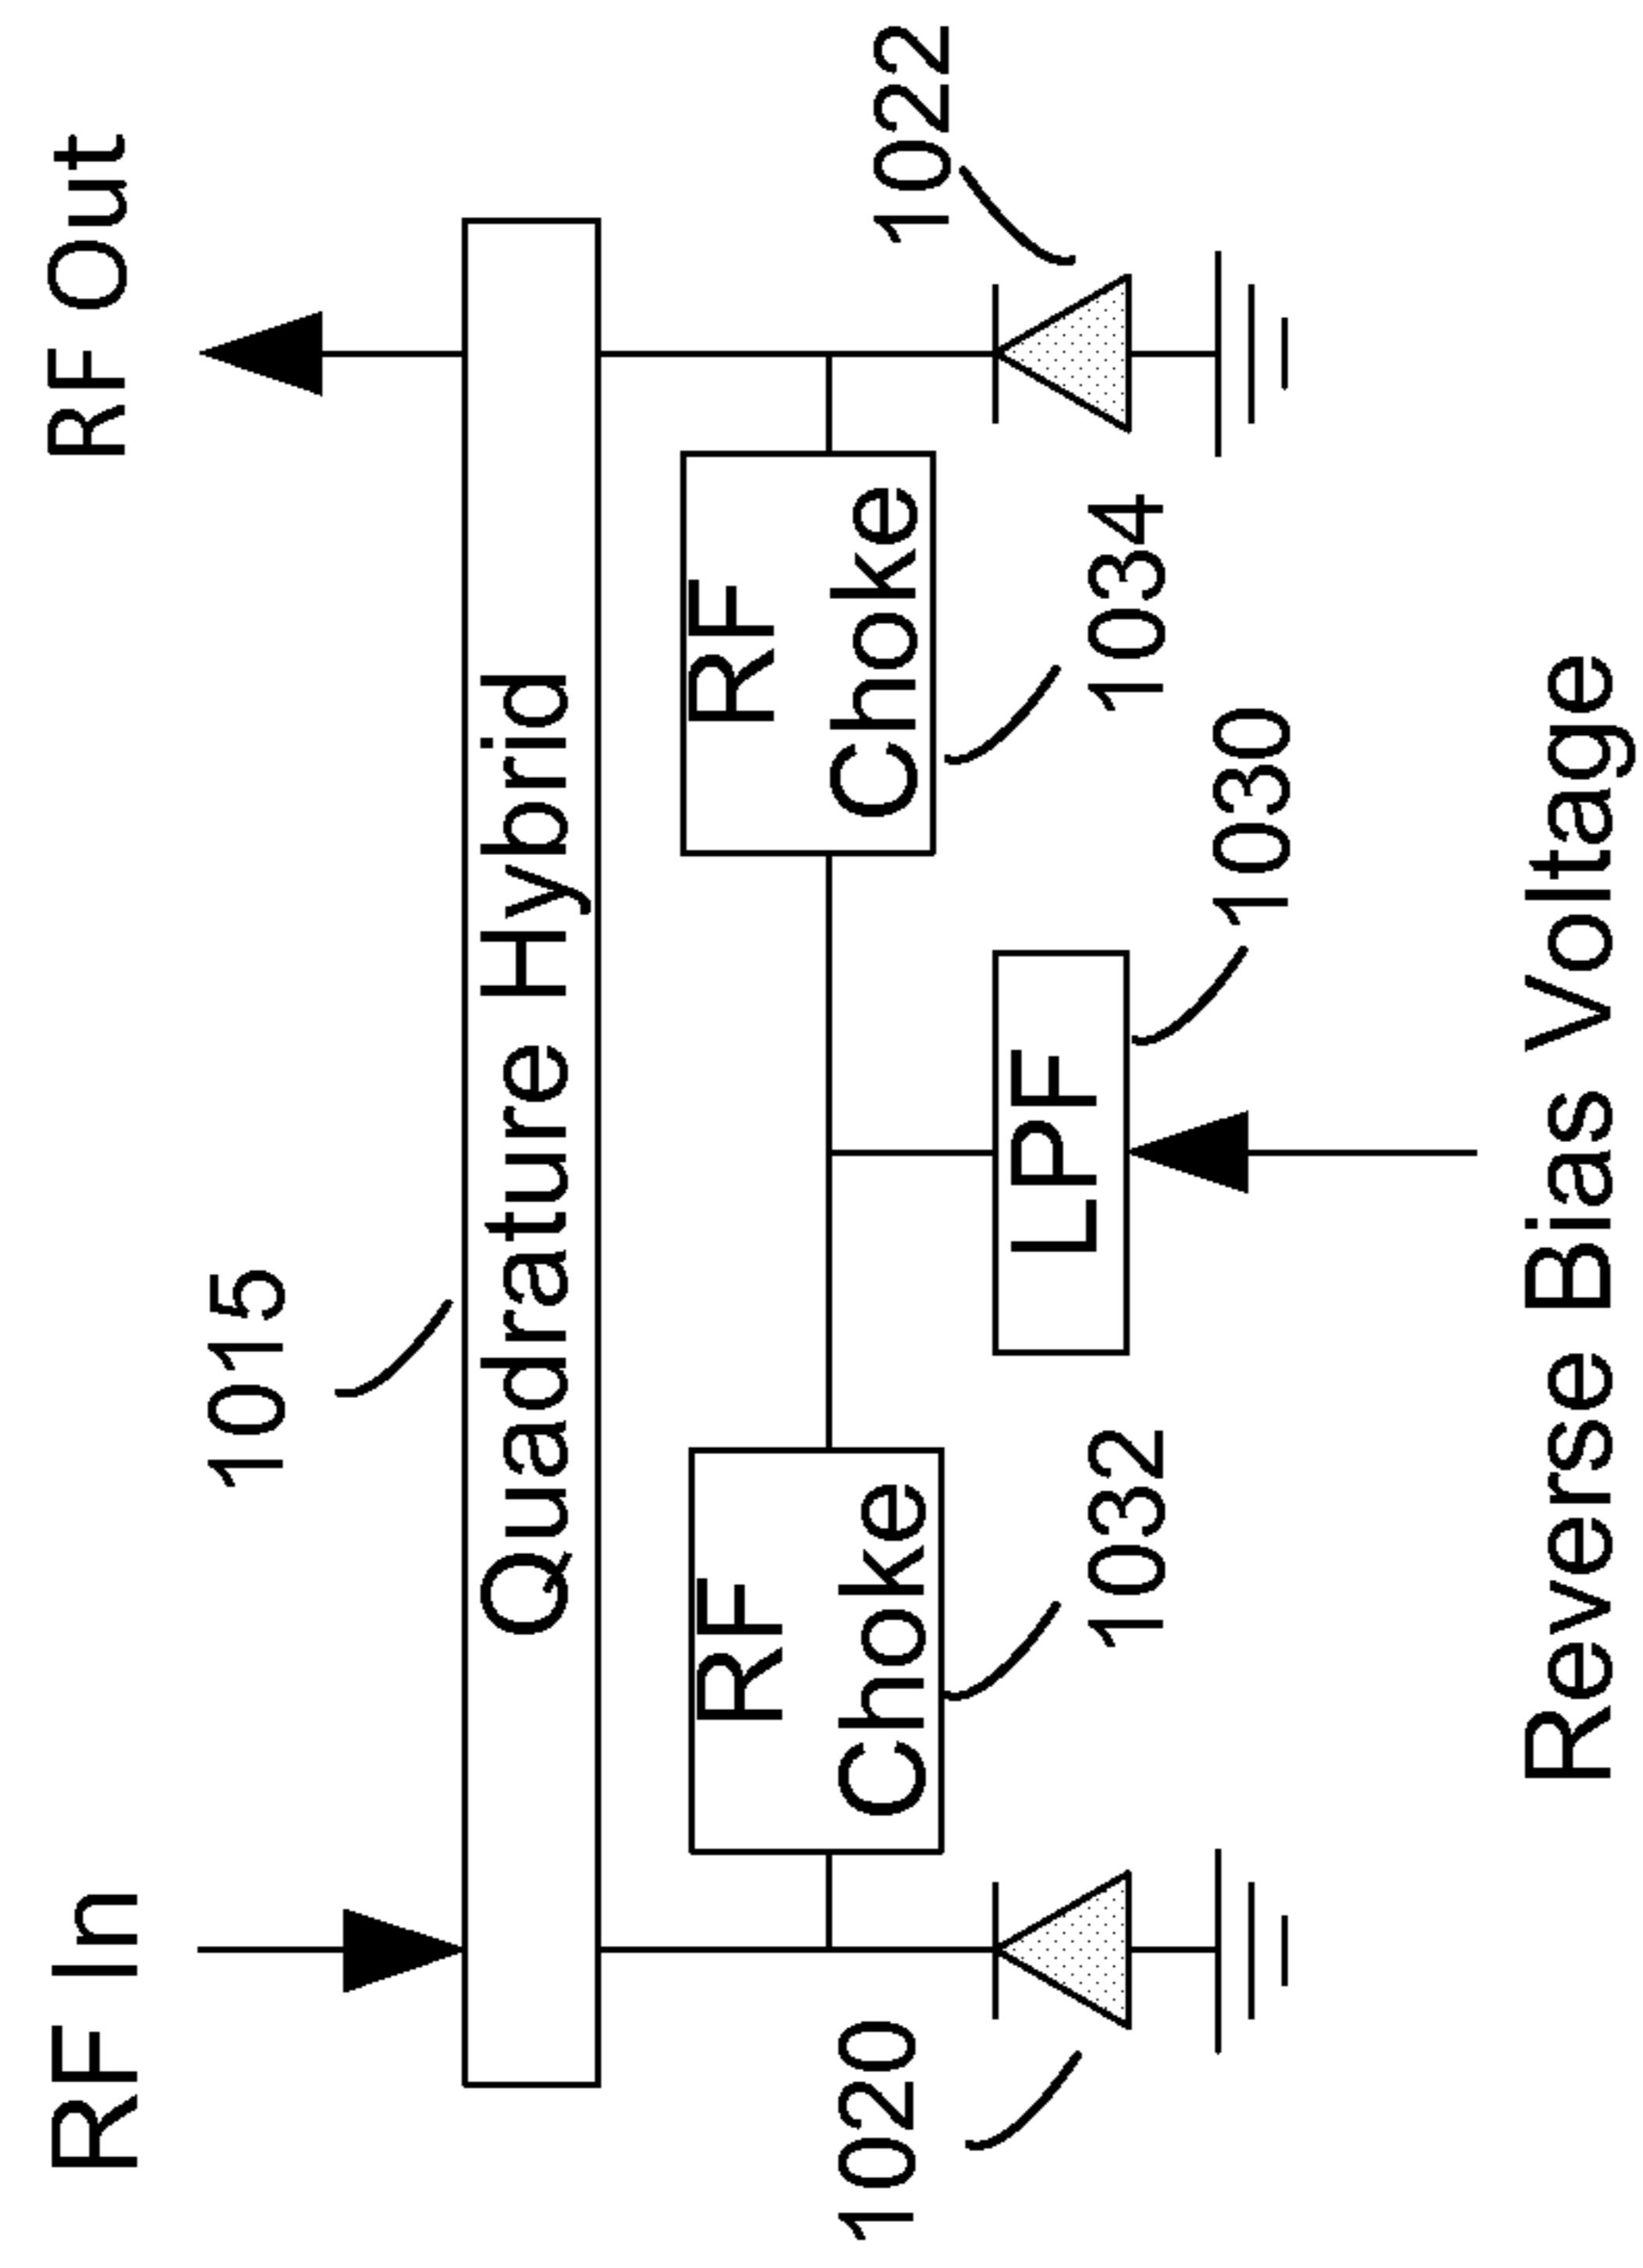 RF In
RF Out
1015
Quadrature Hybrid
RF
Choke
RF
Choke
1020
1022
LPF
1032
1034
1030
Reverse Bias Voltage